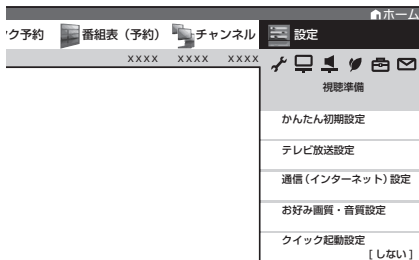 ホーム
ク予約 番組表（予約） チャンネル 設定
xxxx xxxx xxxx
視聴準備
かんたん初期設定
テレビ放送設定
通信（インターネット）設定
お好み画質・音質設定
クイック起動設定
［しない］